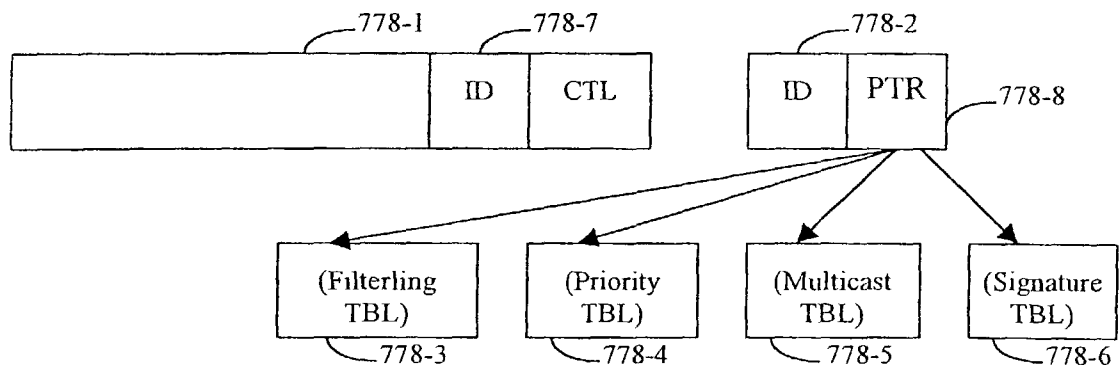 778-1
778-7
778-2
ID
CTL
ID
PTR
778-8
(Filterling
TBL)
(Priority
TBL)
(Multicast
TBL)
(Signature
TBL)
778-3
778-4
778-5
778-6